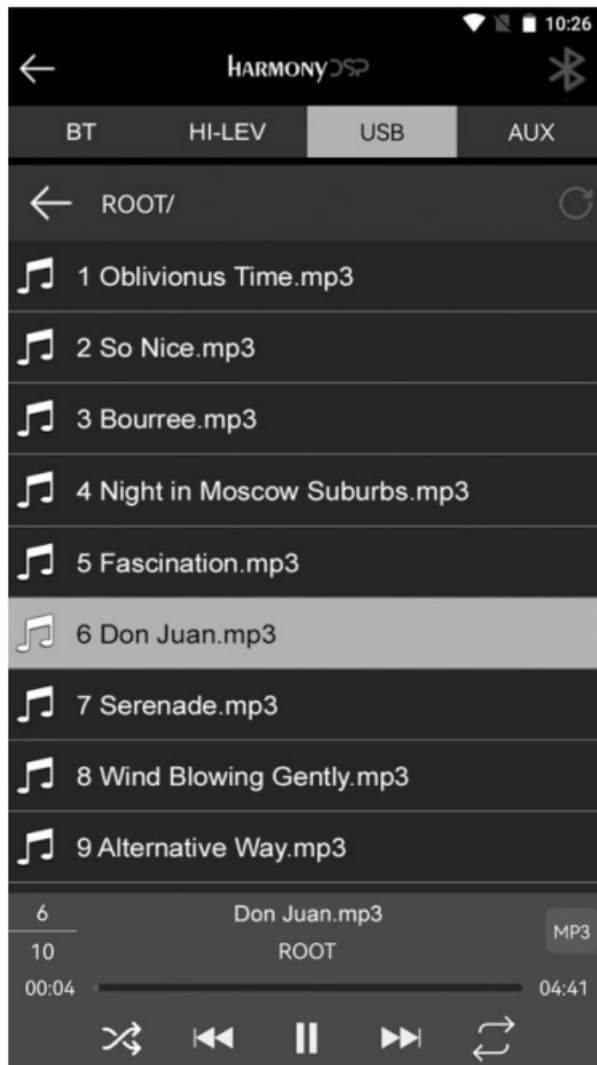 10:26
HARMONY DSP
BT HI-LEV USB AUX
ROOT/
1 Oblivionus Time.mp3
2 So Nice.mp3
3 Bourree.mp3
4 Night in Moscow Suburbs.mp3
5 Fascination.mp3
6 Don Juan.mp3
7 Serenade.mp3
8 Wind Blowing Gently.mp3
9 Alternative Way.mp3
6 Don Juan.mp3 MP3
10 ROOT
00:04 04:41